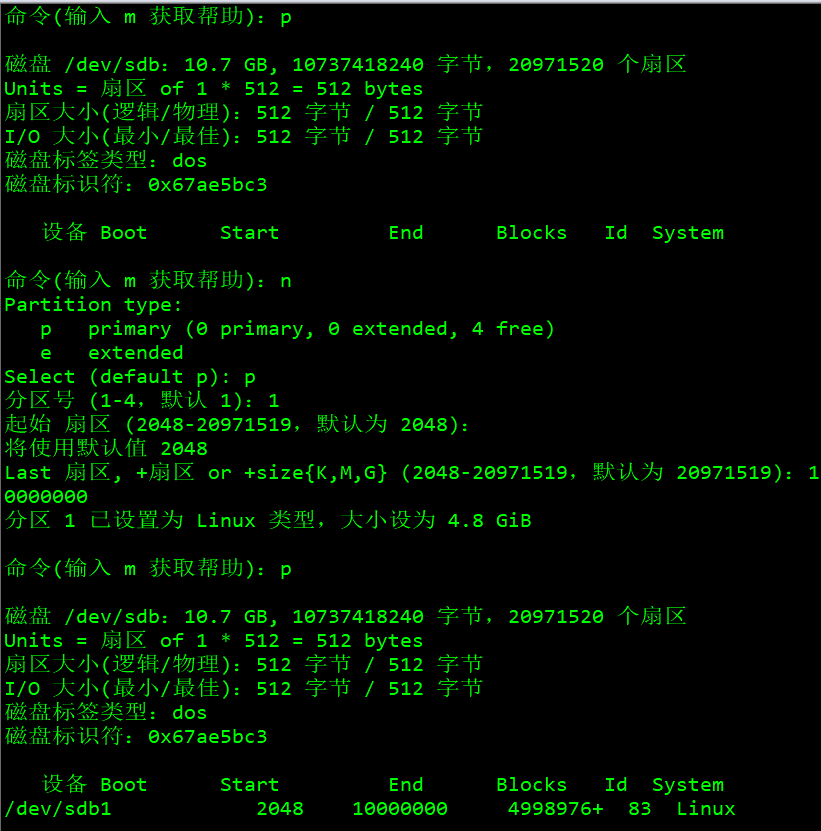 命令(输入 m 获取帮助)：p
磁盘 /dev/sdb：10.7 GB, 10737418240 字节，20971520 个扇区
Units = 扇区 of 1 * 512 = 512 bytes
扇区大小(逻辑/物理)：512 字节 / 512 字节
I/O 大小(最小/最佳)：512 字节 / 512 字节
磁盘标签类型：dos
磁盘标识符：0x67ae5bc3
设备 Boot      Start         End      Blocks   Id  System
命令(输入 m 获取帮助)：n
Partition type:
   p   primary (0 primary, 0 extended, 4 free)
   e   extended
Select (default p): p
分区号 (1-4，默认 1)：1
起始 扇区 (2048-20971519，默认为 2048)：
将使用默认值 2048
Last 扇区, +扇区 or +size{K,M,G} (2048-20971519，默认为 20971519)：1
0000000
分区 1 已设置为 Linux 类型，大小设为 4.8 GiB
命令(输入 m 获取帮助)：p
磁盘 /dev/sdb：10.7 GB, 10737418240 字节，20971520 个扇区
Units = 扇区 of 1 * 512 = 512 bytes
扇区大小(逻辑/物理)：512 字节 / 512 字节
I/O 大小(最小/最佳)：512 字节 / 512 字节
磁盘标签类型：dos
磁盘标识符：0x67ae5bc3
设备 Boot      Start         End      Blocks   Id  System
/dev/sdb1            2048    10000000     4998976+  83  Linux